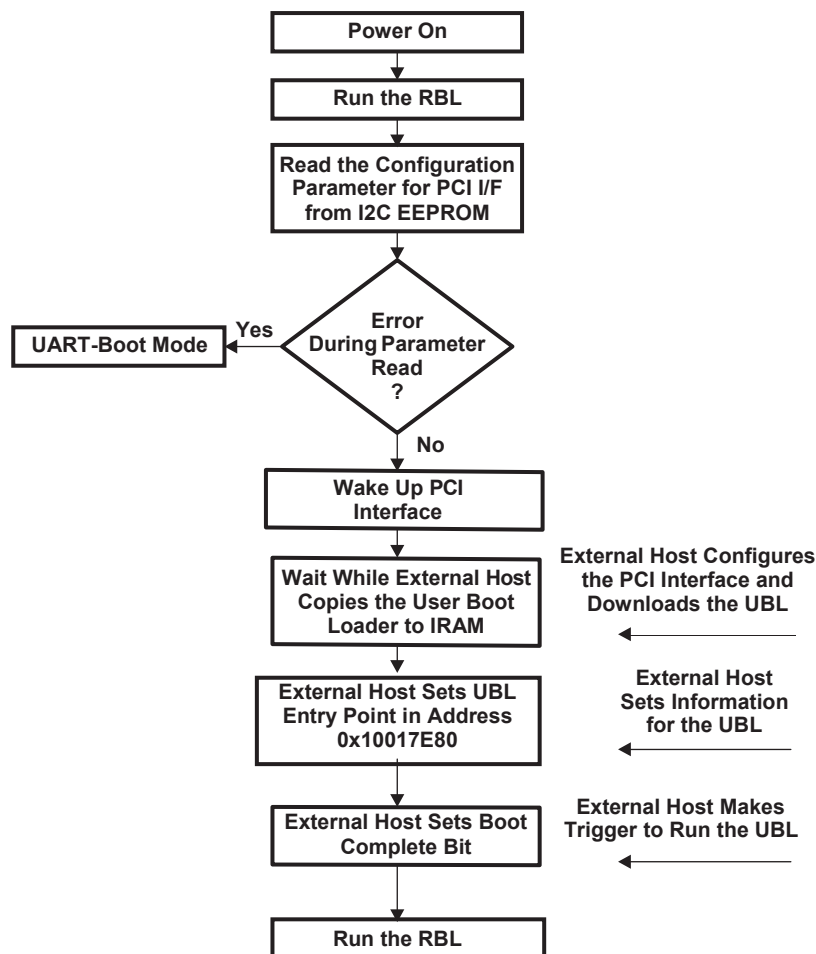 Power On
Run the RBL
Read the Configuration
Parameter for PCI I/F
from I2C EEPROM
Error
During Parameter
Read
?
Yes
UART-Boot Mode
No
Wake Up PCI
Interface
Wait While External Host
Copies the User Boot
Loader to IRAM
External Host Configures
the PCI Interface and
Downloads the UBL
External Host Sets UBL
Entry Point in Address
0x10017E80
External Host
Sets Information
for the UBL
External Host Sets Boot
Complete Bit
External Host Makes
Trigger to Run the UBL
Run the RBL